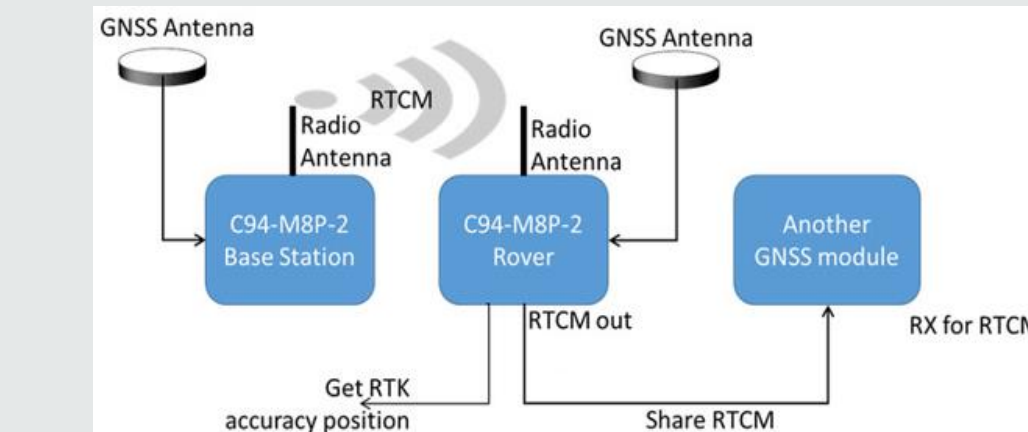 GNSS Antenna
GNSS Antenna
RTCM
Radio
Antenna
Radio
Antenna
C94-M8P-2
Base Station
C94-M8P-2
Rover
Another
GNSS module
RTCM out
RX for RTCM
Get RTK
accuracy position
Share RTCM